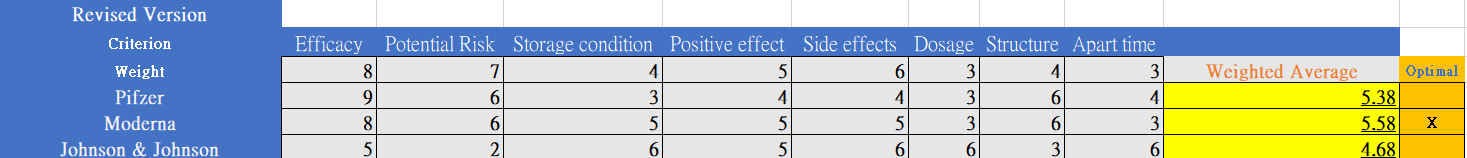 Revised Version
Criterion Efficacy Potential Risk Storage condition Positive effect Side effects Dosage Structure Apart time
Weight 8 7 4 5 6 3 4 3 Weighted Average Optimal
Pifzer 9 6 3 4 4 3 6 4 5.38
Moderna 8 6 5 5 5 3 6 3 5.58 X
Johnson & Johnson 5 2 6 5 6 6 3 6 4.68